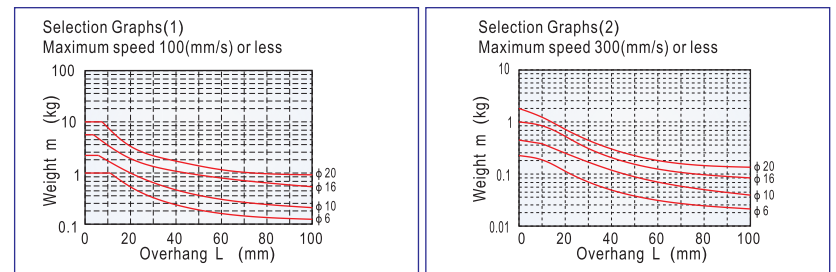 Selection Graphs(1)
Maximum speed 100(mm/s) or less
Weight m (kg)
100
10
1
0.1
0
20
40
60
80
100
Overhang L (mm)
ϕ20
ϕ16
ϕ10
ϕ6
Selection Graphs(2)
Maximum speed 300(mm/s) or less
Weight m (kg)
10
1
0.1
0.01
0
20
40
60
80
100
Overhang L (mm)
ϕ20
ϕ16
ϕ10
ϕ6